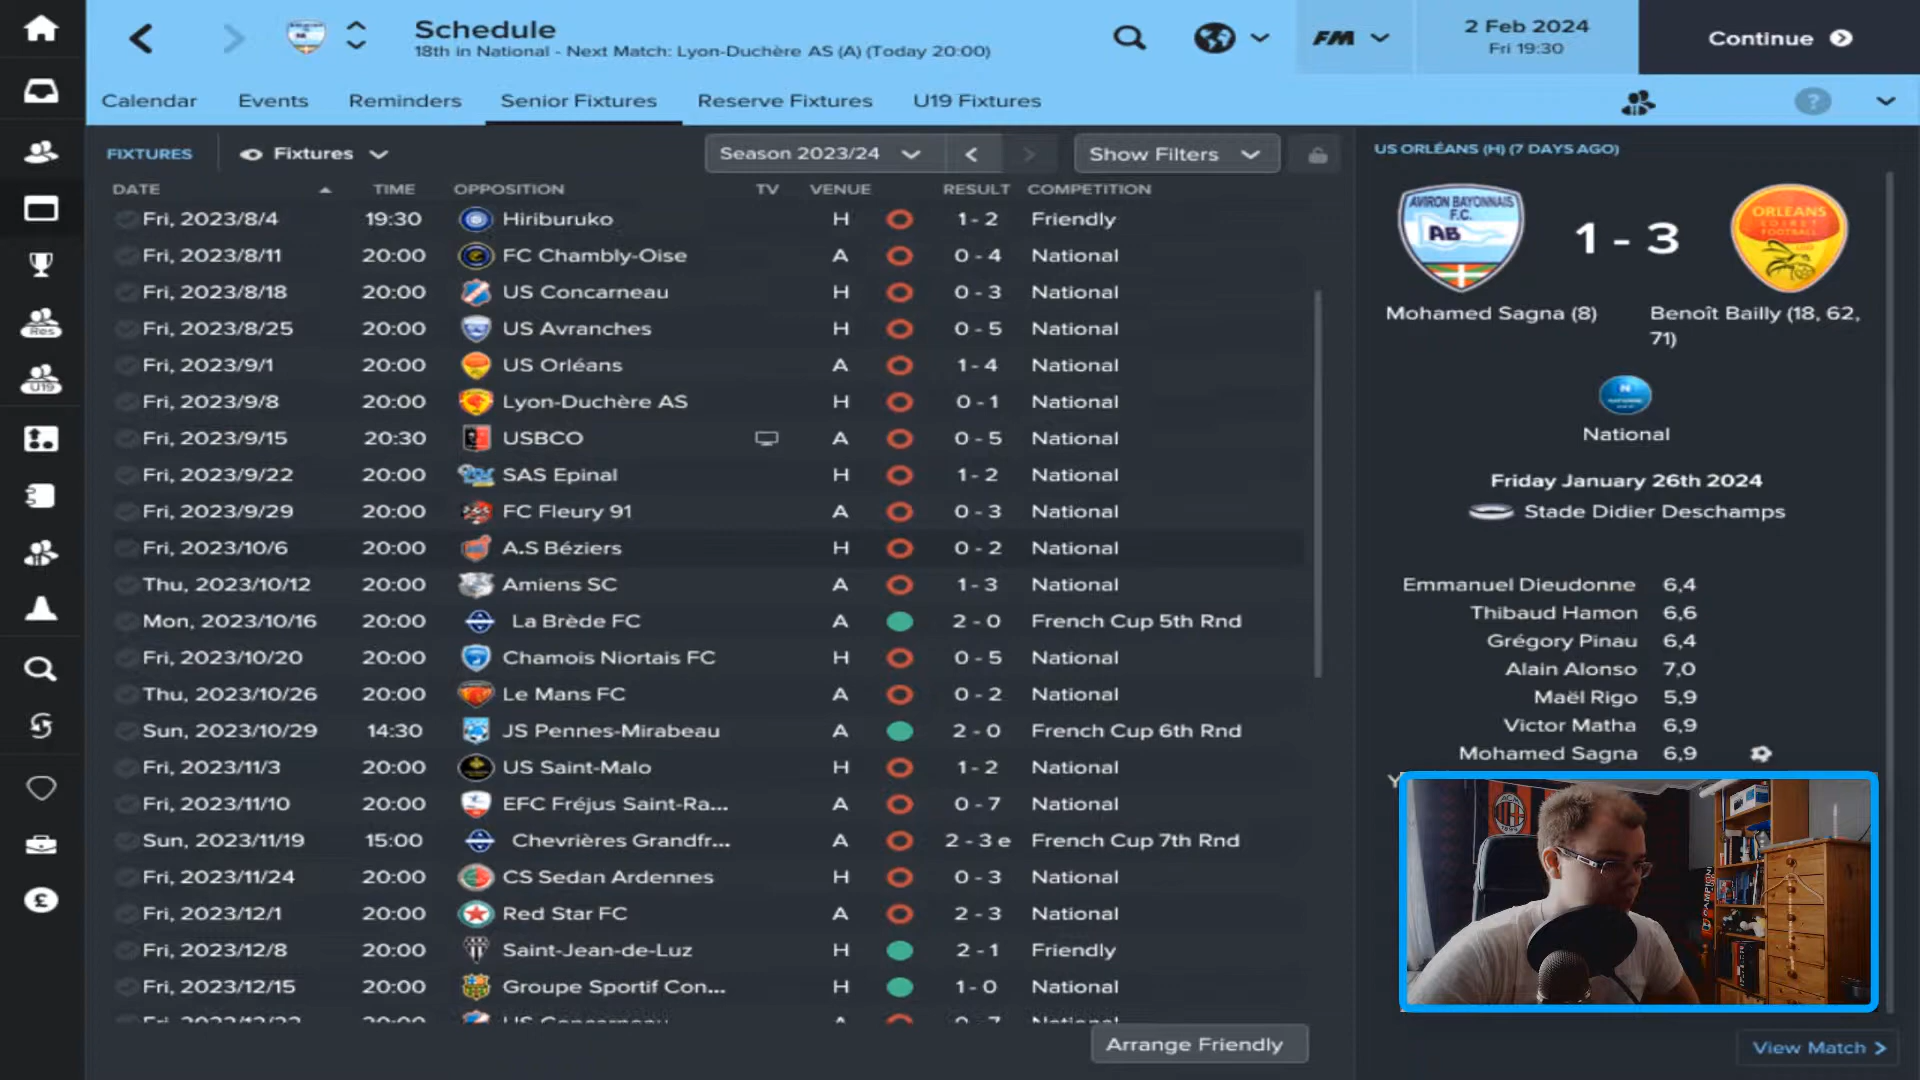 Schedule
18th in National - Next Match: Lyon-Duchère AS (A) (Today 20:00)
FM
2 Feb 2024
Fri 19:30
Continue
Calendar Events Reminders Senior Fixtures Reserve Fixtures U19 Fixtures
?
FIXTURES Fixtures Season 2023/24 Show Filters
DATE TIME OPPOSITION TV VENUE RESULT COMPETITION
Fri, 2023/8/4 19:30 Hiriburuko H 1 - 2 Friendly
Fri, 2023/8/11 20:00 FC Chambly-Oise A 0 - 4 National
Fri, 2023/8/18 20:00 US Concarneau H 0 - 3 National
Fri, 2023/8/25 20:00 US Avranches H 0 - 5 National
Fri, 2023/9/1 20:00 US Orléans A 1 - 4 National
Fri, 2023/9/8 20:00 Lyon-Duchère AS H 0 - 1 National
Fri, 2023/9/15 20:30 USBCO A 0 - 5 National
Fri, 2023/9/22 20:00 SAS Epinal H 1 - 2 National
Fri, 2023/9/29 20:00 FC Fleury 91 A 0 - 3 National
Fri, 2023/10/6 20:00 A.S Béziers H 0 - 2 National
Thu, 2023/10/12 20:00 Amiens SC A 1 - 3 National
Mon, 2023/10/16 20:00 La Brède FC A 2 - 0 French Cup 5th Rnd
Fri, 2023/10/20 20:00 Chamois Niortais FC H 0 - 5 National
Thu, 2023/10/26 20:00 Le Mans FC A 0 - 2 National
Sun, 2023/10/29 14:30 JS Pennes-Mirabeau A 2 - 0 French Cup 6th Rnd
Fri, 2023/11/3 20:00 US Saint-Malo H 1 - 2 National
Fri, 2023/11/10 20:00 EFC Fréjus Saint-Ra... A 0 - 7 National
Sun, 2023/11/19 15:00 Chevrières Grandfr... A 2 - 3 e French Cup 7th Rnd
Fri, 2023/11/24 20:00 CS Sedan Ardennes H 0 - 3 National
Fri, 2023/12/1 20:00 Red Star FC A 2 - 3 National
Fri, 2023/12/8 20:00 Saint-Jean-de-Luz H 2 - 1 Friendly
Fri, 2023/12/15 20:00 Groupe Sportif Con... H 1 - 0 National
Arrange Friendly
US ORLÉANS (H) (7 DAYS AGO)
AVIRON BAYONNAIS
F.C.
AB
1 - 3
ORLEANS
LOIRET
FOOTBALL
Mohamed Sagna (8)
Benoît Bailly (18, 62,
71)
National
Friday January 26th 2024
Stade Didier Deschamps
Emmanuel Dieudonne 6,4
Thibaud Hamon 6,6
Grégory Pinau 6,4
Alain Alonso 7,0
Maël Rigo 5,9
Victor Matha 6,9
Mohamed Sagna 6,9
View Match
Res
U19